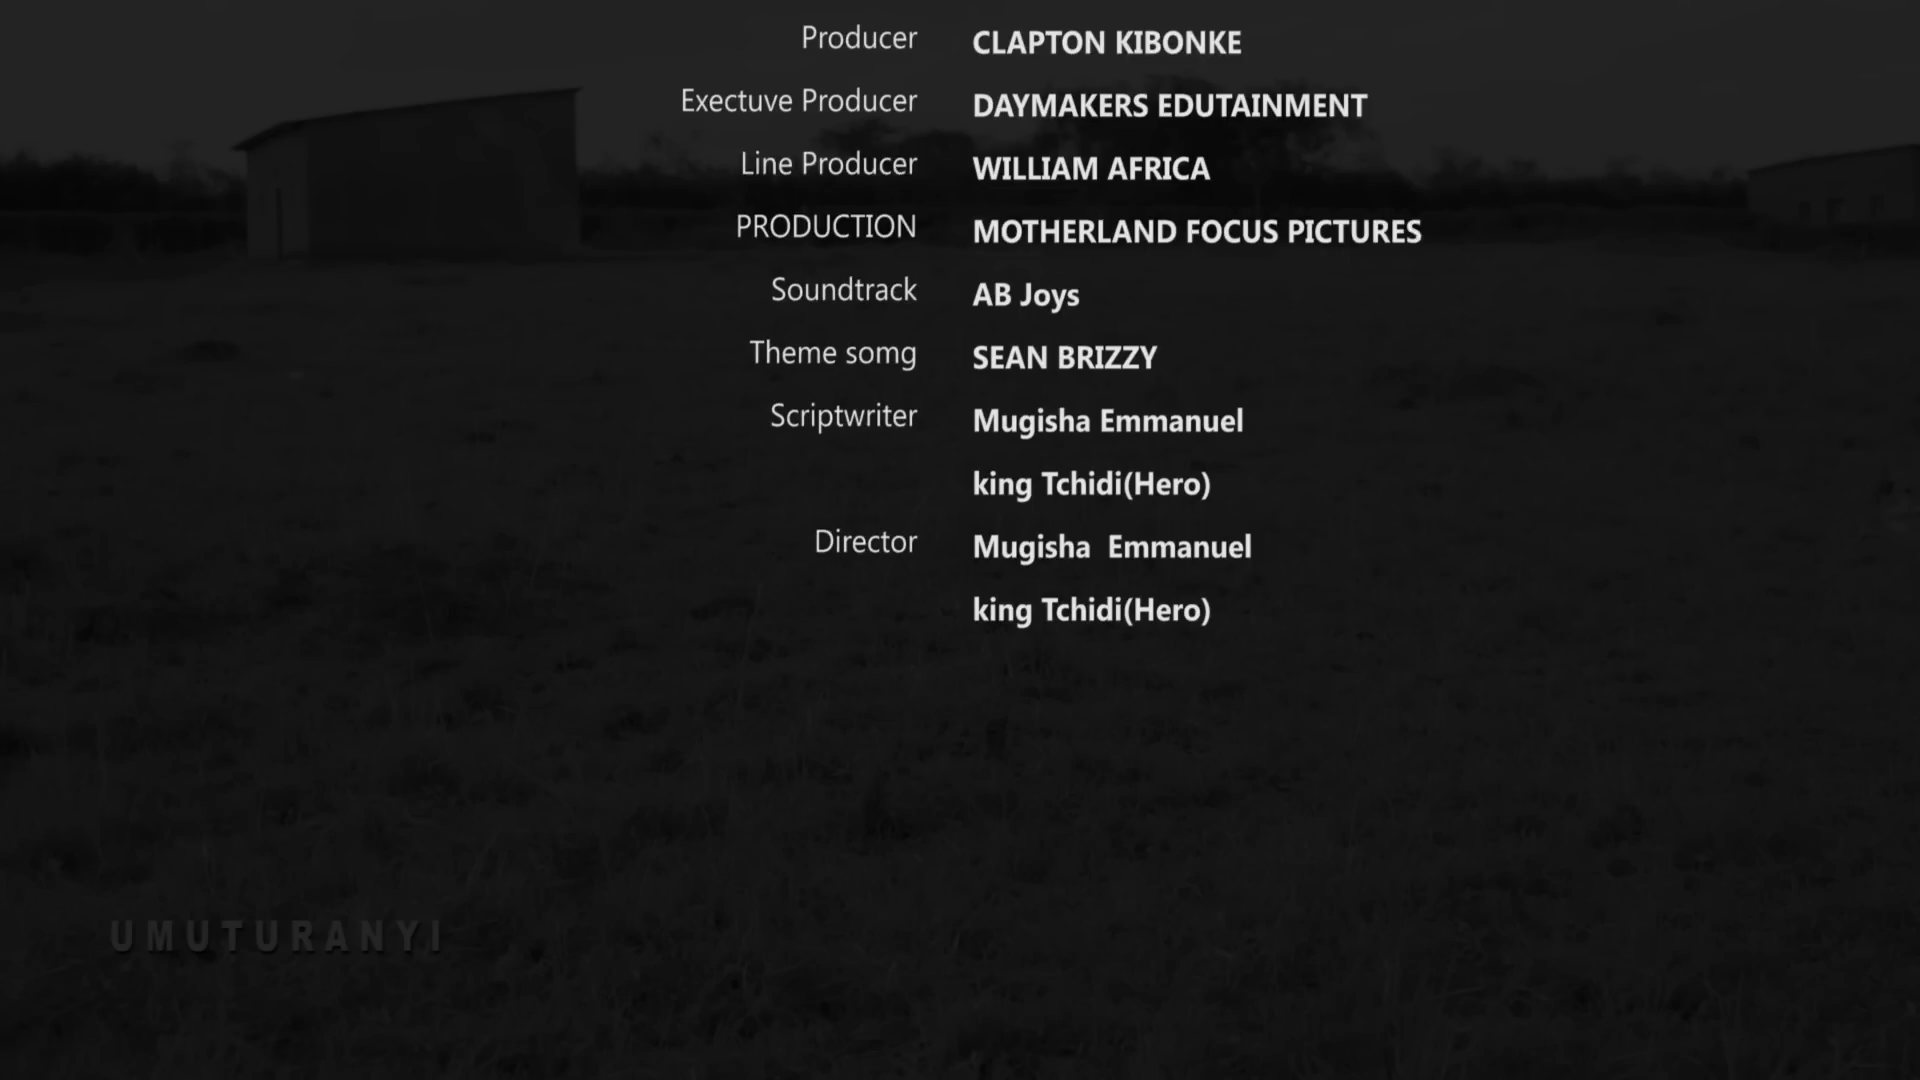 Producer CLAPTON KIBONKE
Exectuve Producer DAYMAKERS EDUTAINMENT
Line Producer WILLIAM AFRICA
PRODUCTION MOTHERLAND FOCUS PICTURES
Soundtrack AB Joys
Theme somg SEAN BRIZZY
Scriptwriter Mugisha Emmanuel
king Tchidi(Hero)
Director Mugisha Emmanuel
king Tchidi(Hero)
UMUTURANYI